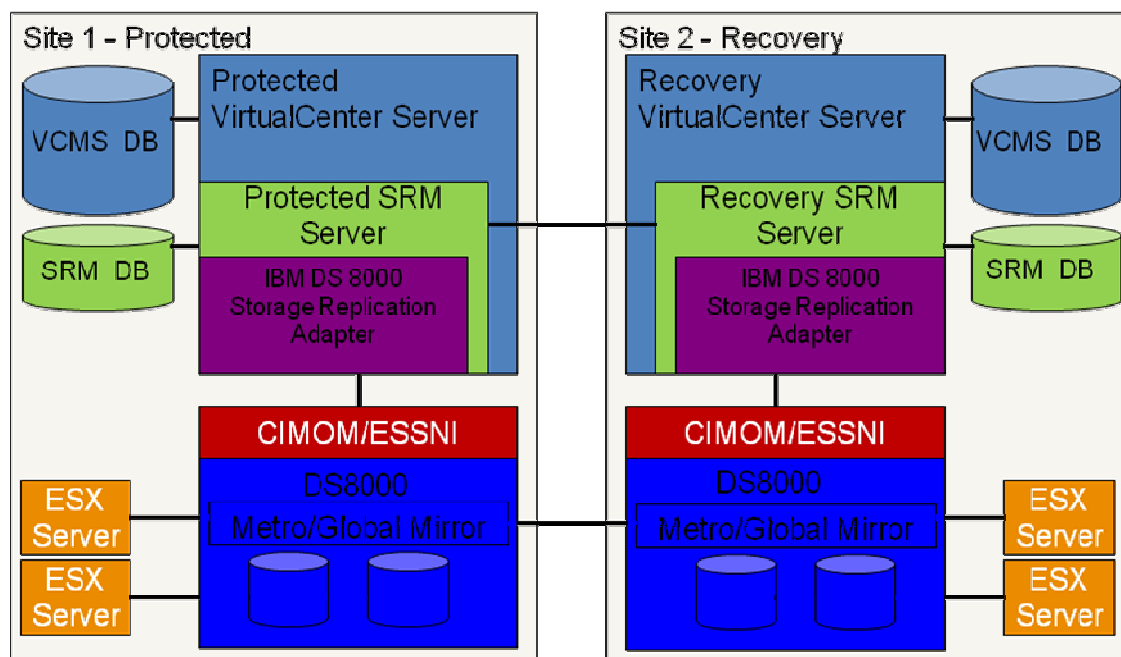 Site 1 - Protected
VCMS DB
Protected
VirtualCenter Server
Protected SRM
Server
SRM DB
IBM DS 8000
Storage Replication
Adapter
CIMOM/ESSNI
DS8000
Metro/Global Mirror
ESX
Server
ESX
Server
Site 2 - Recovery
Recovery
VirtualCenter Server
VCMS DB
Recovery SRM
Server
SRM DB
IBM DS 8000
Storage Replication
Adapter
CIMOM/ESSNI
DS8000
Metro/Global Mirror
ESX
Server
ESX
Server